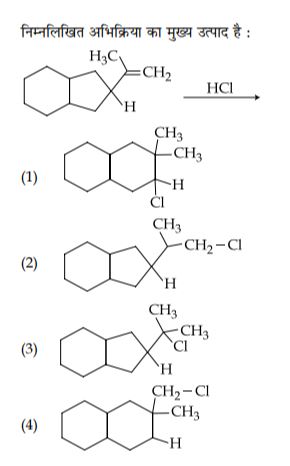 निम्नलिखित अभिक्रिया का मुख्य उत्पाद है :
H₃C
CH₂
H
HCl
(1)
CH₃
CH₃
H
Cl
(2)
CH₃
CH₂−Cl
H
(3)
CH₃
CH₃
Cl
H
(4)
CH₂−Cl
CH₃
H